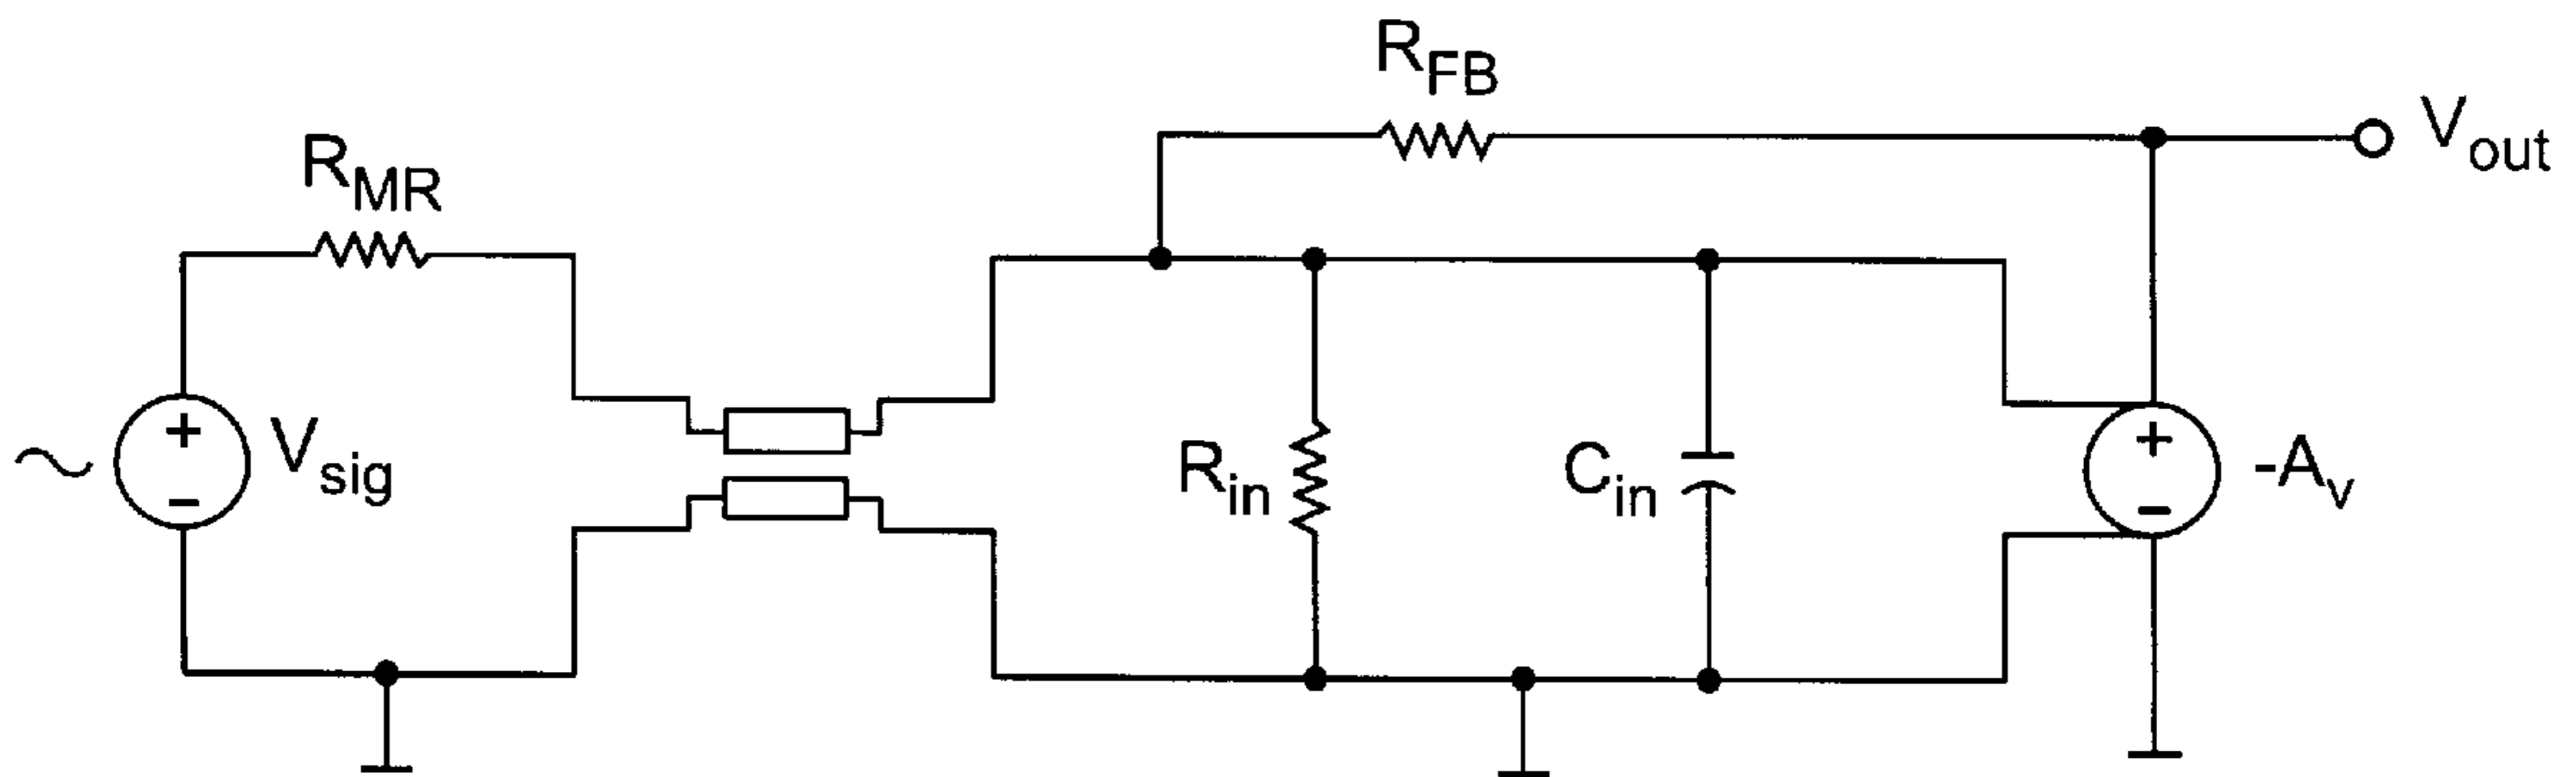 R_FB
V_out
R_MR
+
V_sig
-
R_in
C_in
+
-
-A_v